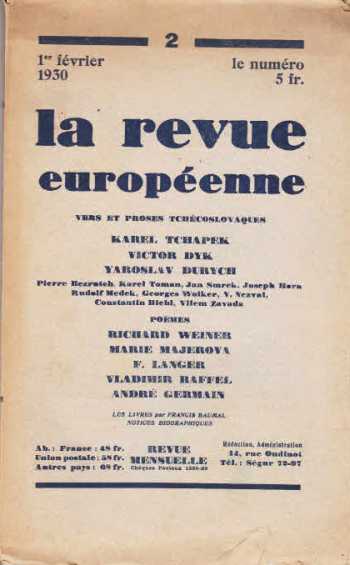 2
1er février
1930
le numéro
5 fr.
la revue
européenne
VERS ET PROSES TCHÉCOSLOVAQUES
KAREL TCHAPEK
VICTOR DYK
YAROSLAV DURYCH
Pierre Bezrutch, Karel Toman, Jan Smrek, Joseph Hora
Rudolf Medek, Georges Wolker, V. Nezval,
Constantin Biebl, Vilem Zavada
POÈMES
RICHARD WEINER
MARIE MAJEROVA
F. LANGER
VLADIMIR RAFFEL
ANDRÉ GERMAIN
LES LIVRES par FRANCIS
NOTICES BIOGRAPHIQUES
Ab. : France : 48 fr.
Union postale : 58 fr.
Autres pays : 68 fr.
REVUE
MENSUELLE
Chèques Postaux
Rédaction, Administration
14, rue Oudinot
Tél. : Ségur 72-97